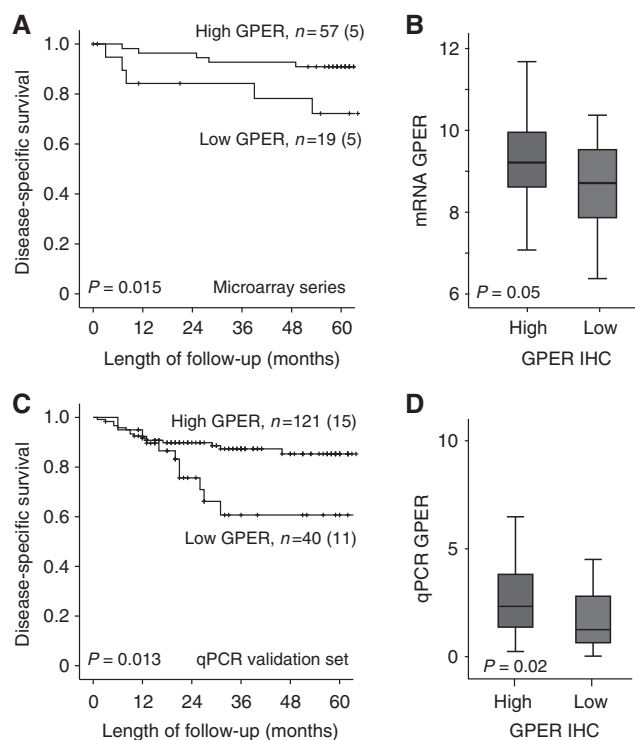 A
Disease-specific survival
1.0
0.8
0.6
0.4
0.2
0
High GPER, n=57 (5)
Low GPER, n=19 (5)
P = 0.015
Microarray series
0 12 24 36 48 60
Length of follow-up (months)
B
mRNA GPER
12
10
8
6
P = 0.05
High Low
GPER IHC
C
Disease-specific survival
1.0
0.8
0.6
0.4
0.2
0
High GPER, n=121 (15)
Low GPER, n=40 (11)
P = 0.013
qPCR validation set
0 12 24 36 48 60
Length of follow-up (months)
D
qPCR GPER
10
5
0
P = 0.02
High Low
GPER IHC